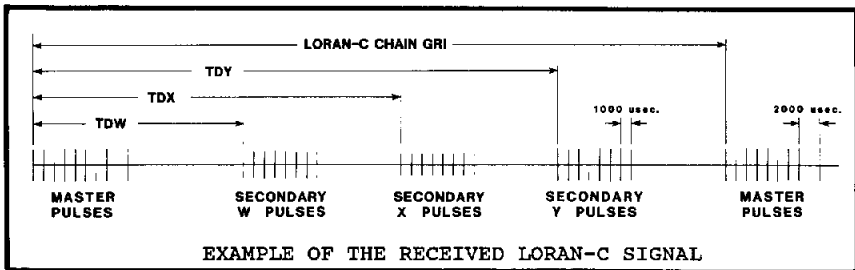 LORAN-C CHAIN GRI
TDY
TDX
1000 usec.
2000 usec.
TDW
MASTER
PULSES
SECONDARY
W PULSES
SECONDARY
X PULSES
SECONDARY
Y PULSES
MASTER
PULSES
EXAMPLE OF THE RECEIVED LORAN-C SIGNAL